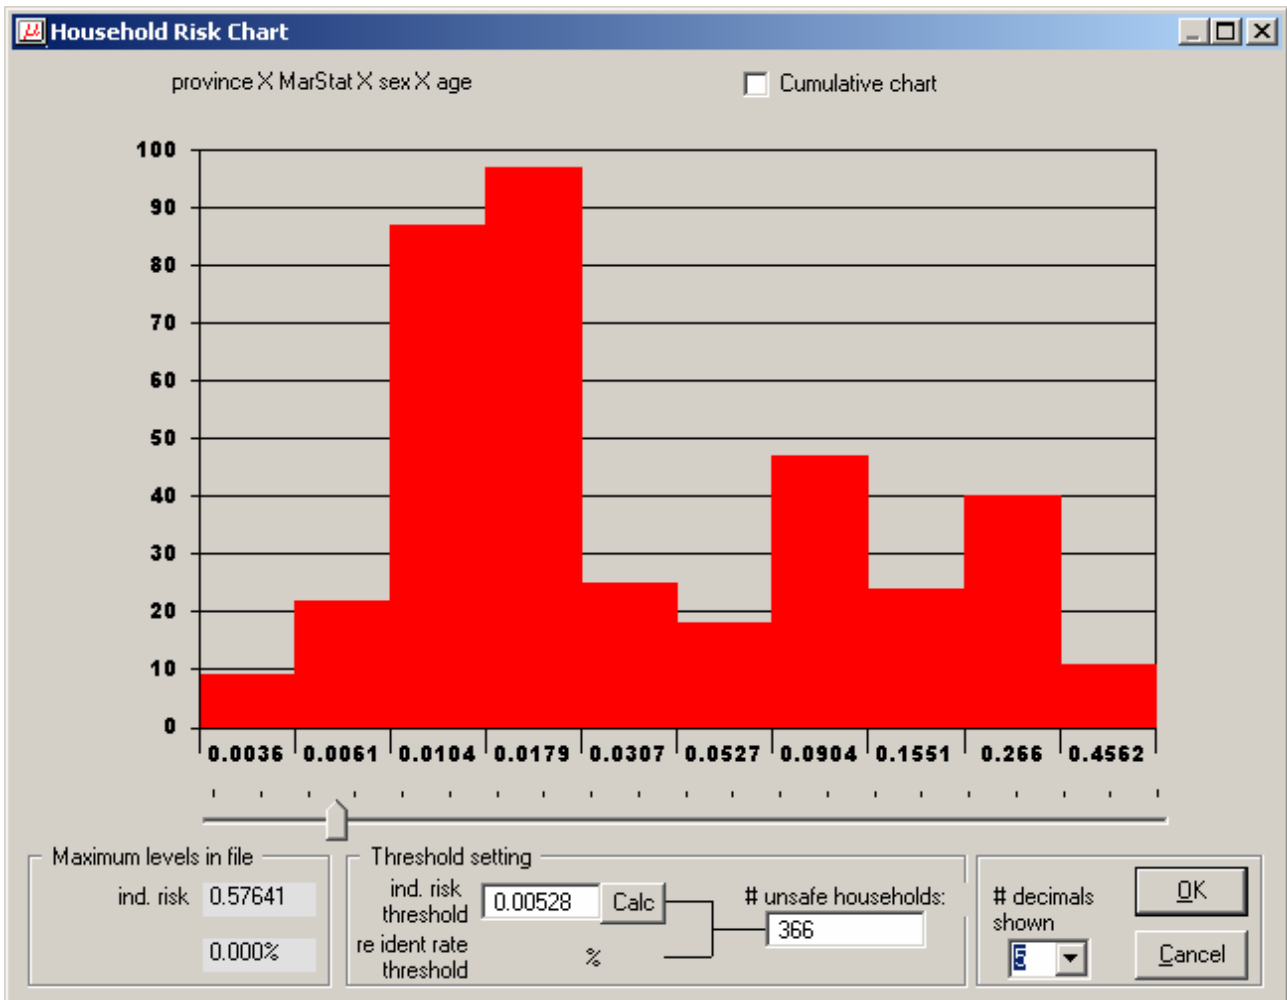 μ Household Risk Chart
province X MarStat X sex X age
Cumulative chart
100
90
80
70
60
50
40
30
20
10
0
0.0036 0.0061 0.0104 0.0179 0.0307 0.0527 0.0904 0.1551 0.266 0.4562
Maximum levels in file
ind. risk 0.57641
0.000%
Threshold setting
ind. risk
threshold
0.00528 Calc
re ident rate
threshold
%
# unsafe households:
366
# decimals
shown
5
OK
Cancel